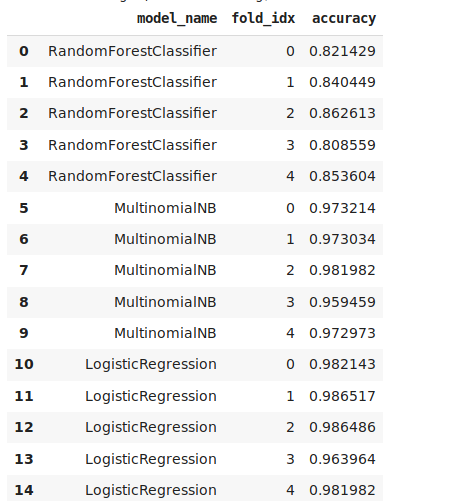 model_name fold_idx accuracy
0 RandomForestClassifier 0 0.821429
1 RandomForestClassifier 1 0.840449
2 RandomForestClassifier 2 0.862613
3 RandomForestClassifier 3 0.808559
4 RandomForestClassifier 4 0.853604
5 MultinomialNB 0 0.973214
6 MultinomialNB 1 0.973034
7 MultinomialNB 2 0.981982
8 MultinomialNB 3 0.959459
9 MultinomialNB 4 0.972973
10 LogisticRegression 0 0.982143
11 LogisticRegression 1 0.986517
12 LogisticRegression 2 0.986486
13 LogisticRegression 3 0.963964
14 LogisticRegression 4 0.981982